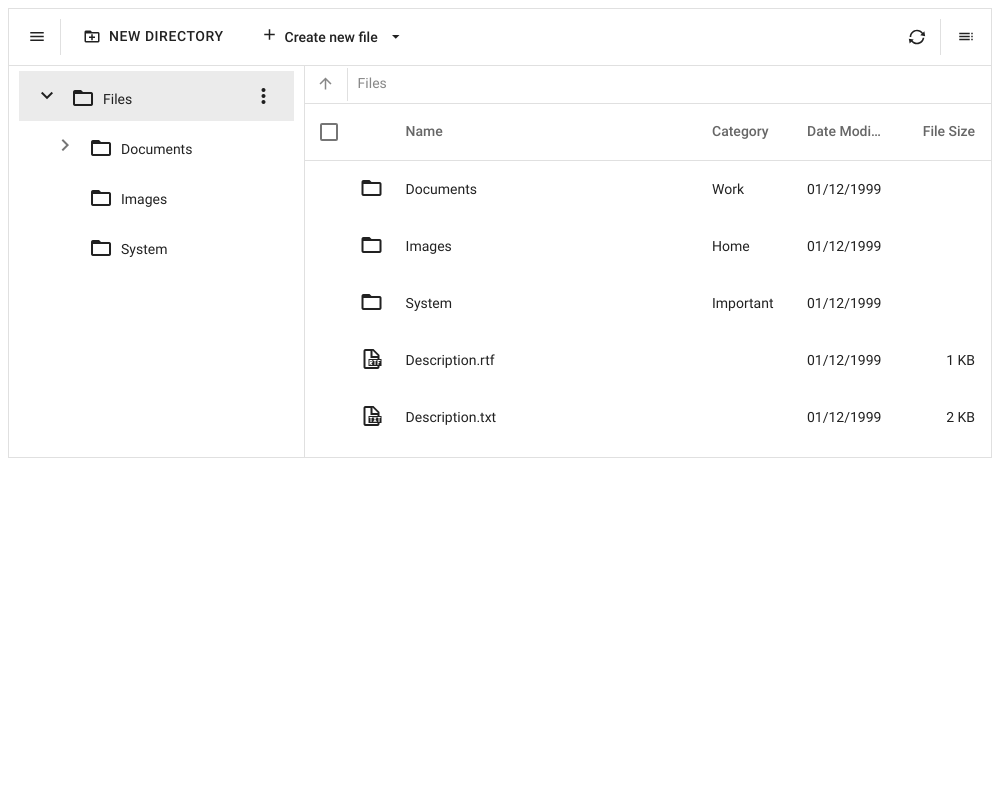 NEW DIRECTORY Create new file
Files
Documents
Images
System
Files
Name Category Date Modi... File Size
Documents Work 01/12/1999
Images Home 01/12/1999
System Important 01/12/1999
Description.rtf 01/12/1999 1 KB
Description.txt 01/12/1999 2 KB